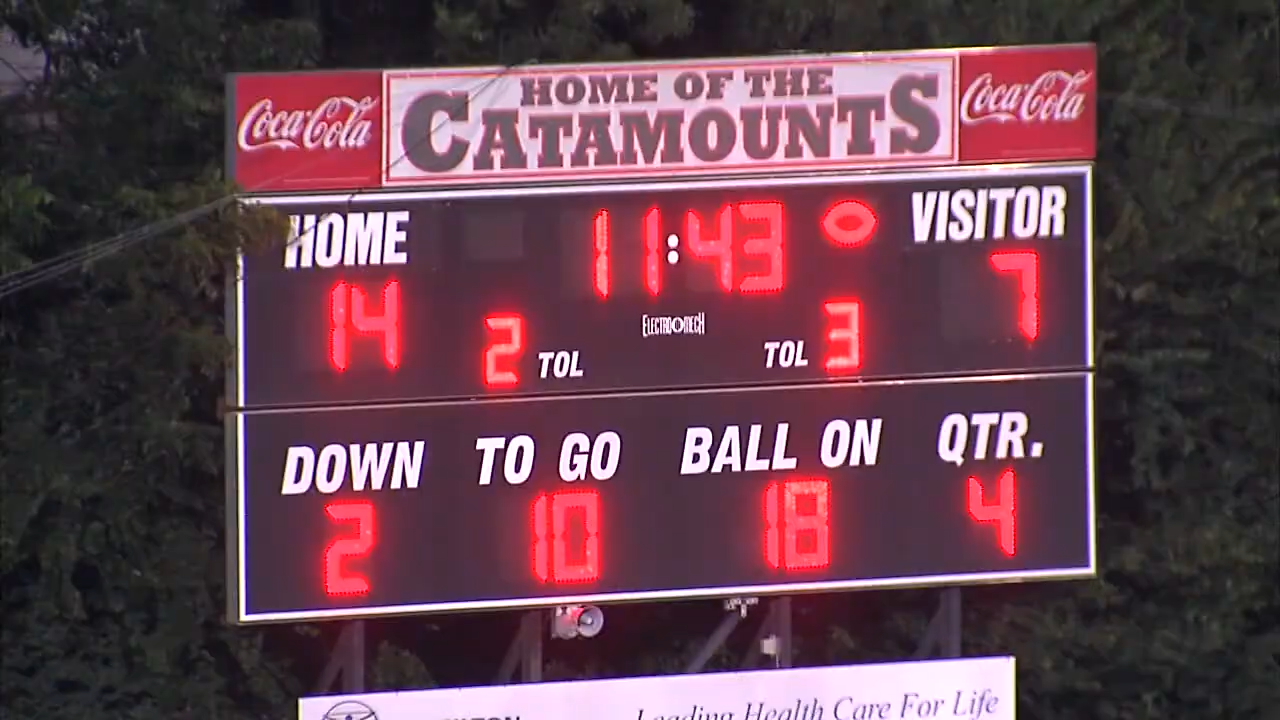 Coca-Cola HOME OF THE CATAMOUNTS Coca-Cola
HOME 11:43 VISITOR
14 7
2 TOL ELECTRO-MECH TOL 3
DOWN TO GO BALL ON QTR.
2 10 18 4
Leading Health Care For Life